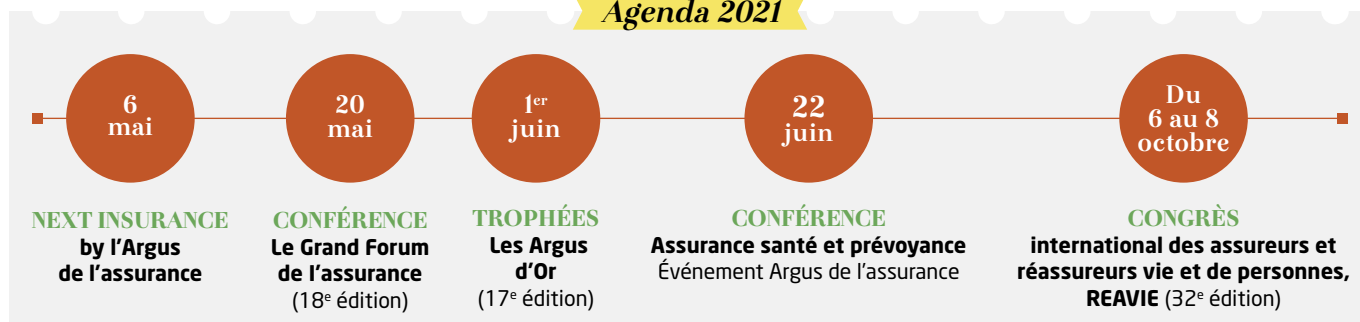 Agenda 2021
6
mai
NEXT INSURANCE
by l'Argus
de l'assurance
20
mai
CONFÉRENCE
Le Grand Forum
de l'assurance
(18e édition)
1er
juin
TROPHÉES
Les Argus
d'Or
(17e édition)
22
juin
CONFÉRENCE
Assurance santé et prévoyance
Événement Argus de l'assurance
Du
6 au 8
octobre
CONGRÈS
international des assureurs et
réassureurs vie et de personnes,
REAVIE (32e édition)